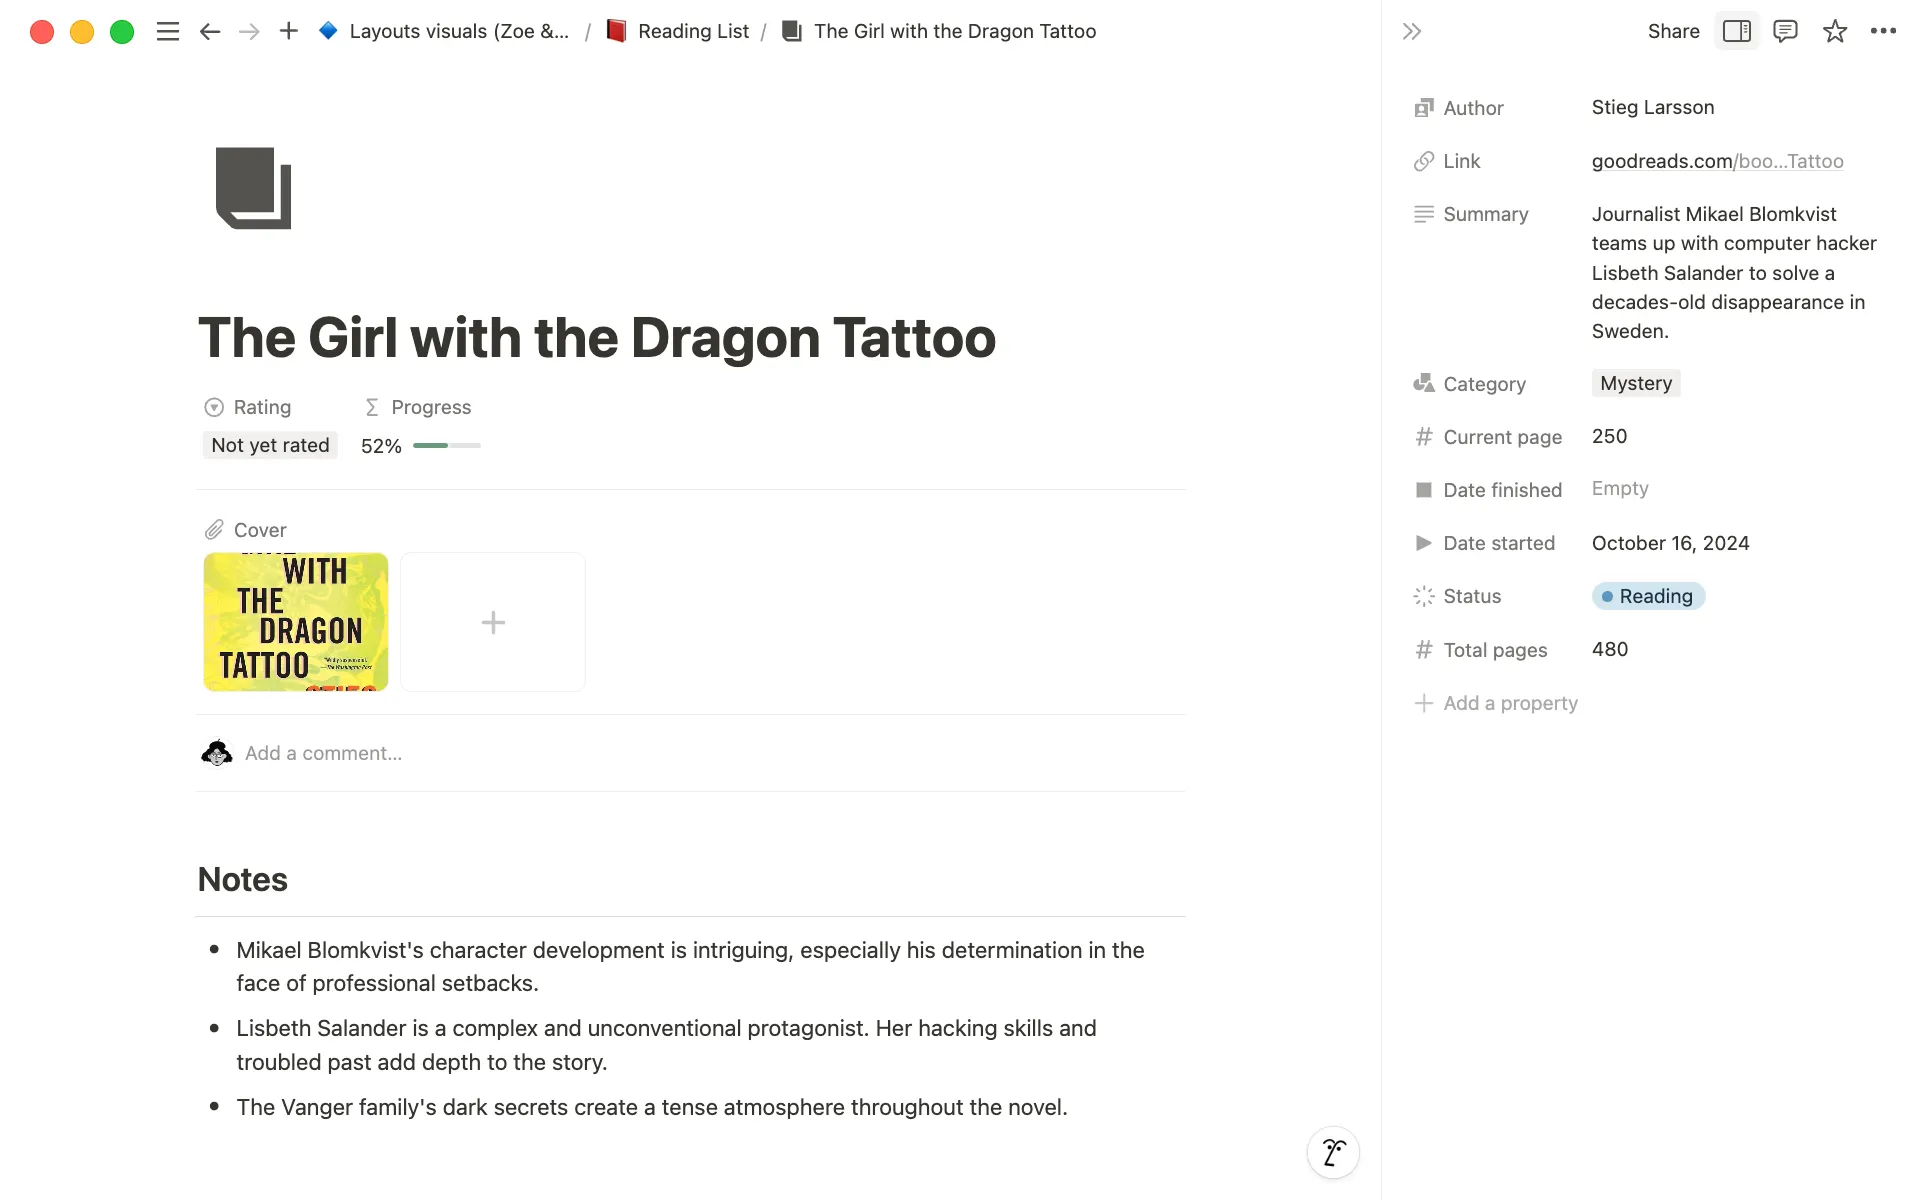 Layouts visuals (Zoe &... / Reading List / The Girl with the Dragon Tattoo
Share
The Girl with the Dragon Tattoo
Rating
Progress
Not yet rated
52%
Cover
WITH
THE
DRAGON
TATTOO
Add a comment...
Notes
Mikael Blomkvist's character development is intriguing, especially his determination in the
face of professional setbacks.
Lisbeth Salander is a complex and unconventional protagonist. Her hacking skills and
troubled past add depth to the story.
The Vanger family's dark secrets create a tense atmosphere throughout the novel.
Author
Stieg Larsson
Link
goodreads.com/boo...Tattoo
Summary
Journalist Mikael Blomkvist
teams up with computer hacker
Lisbeth Salander to solve a
decades-old disappearance in
Sweden.
Category
Mystery
Current page
250
Date finished
Empty
Date started
October 16, 2024
Status
Reading
Total pages
480
Add a property